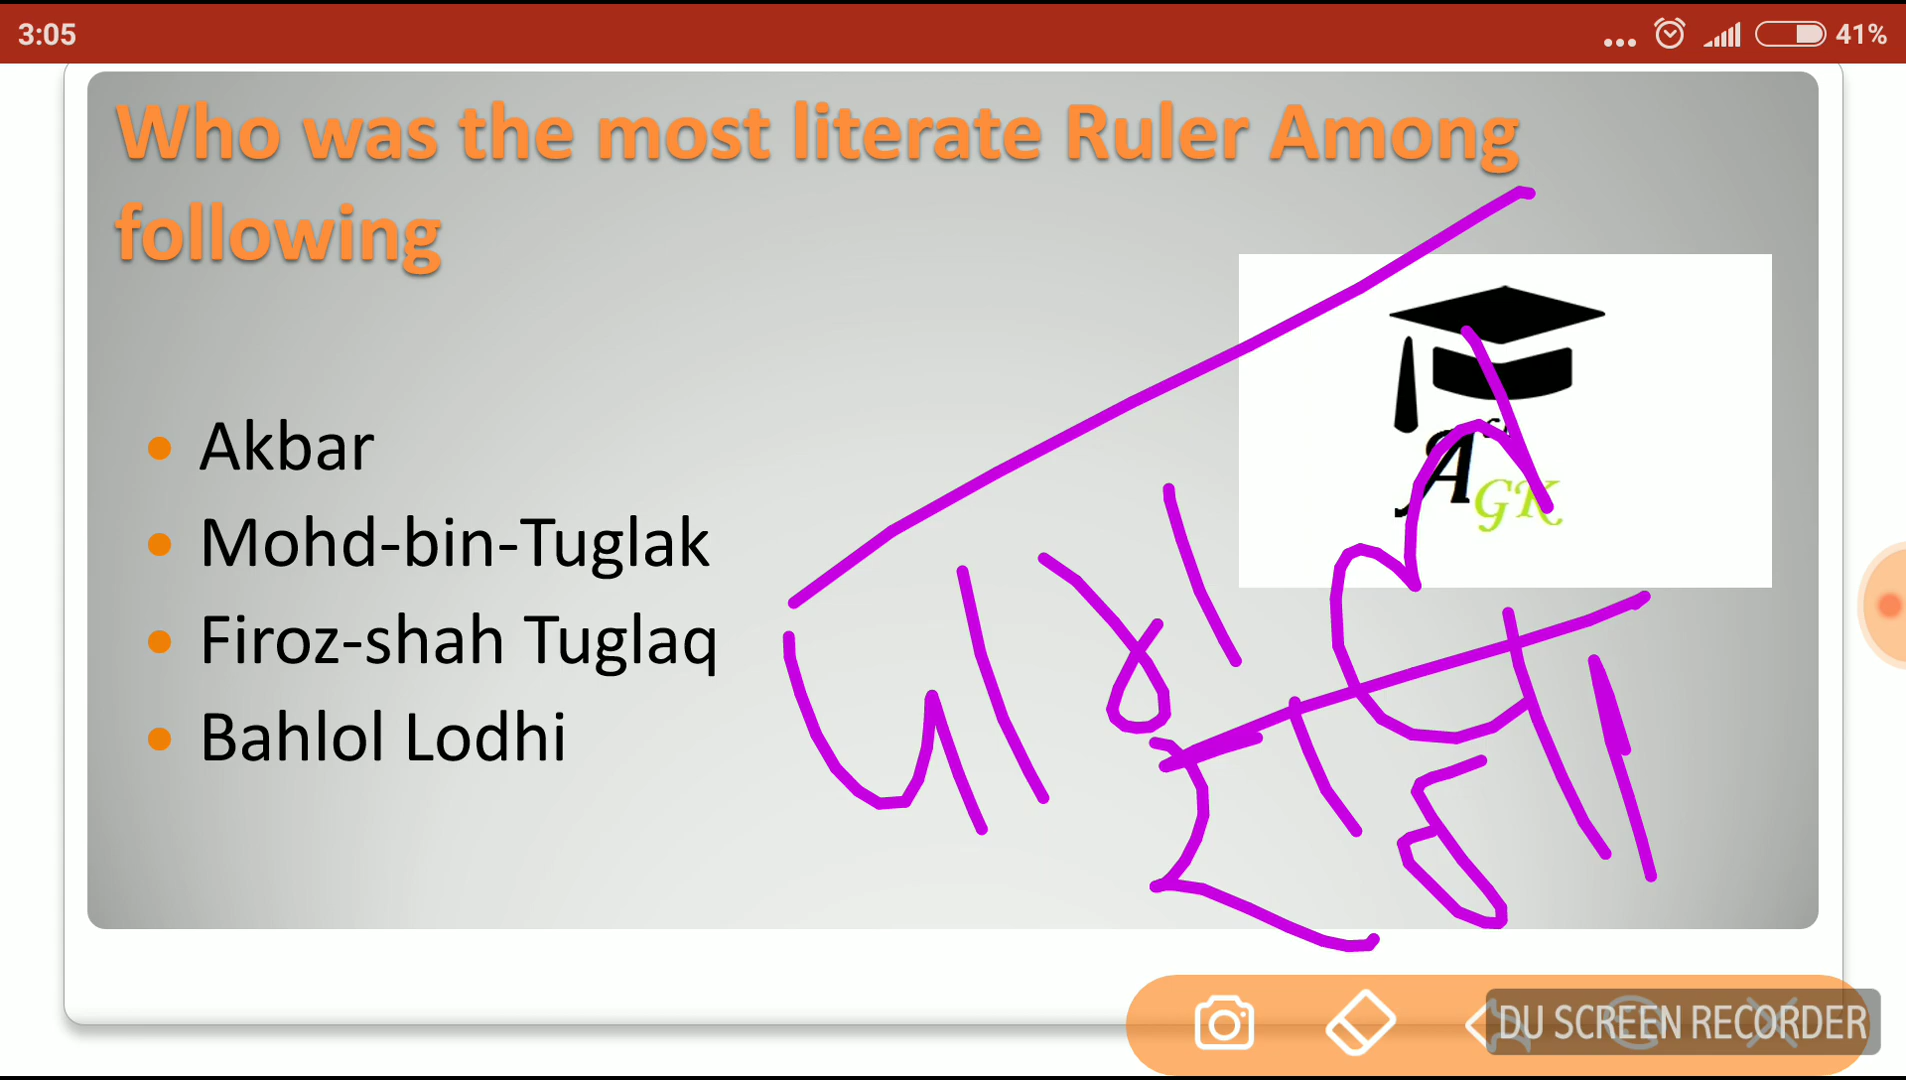 3:05
41%
Who was the most literate Ruler Among
following
Akbar
Mohd-bin-Tuglak
Firoz-shah Tuglaq
Bahlol Lodhi
A
GK
DU SCREEN RECORDER